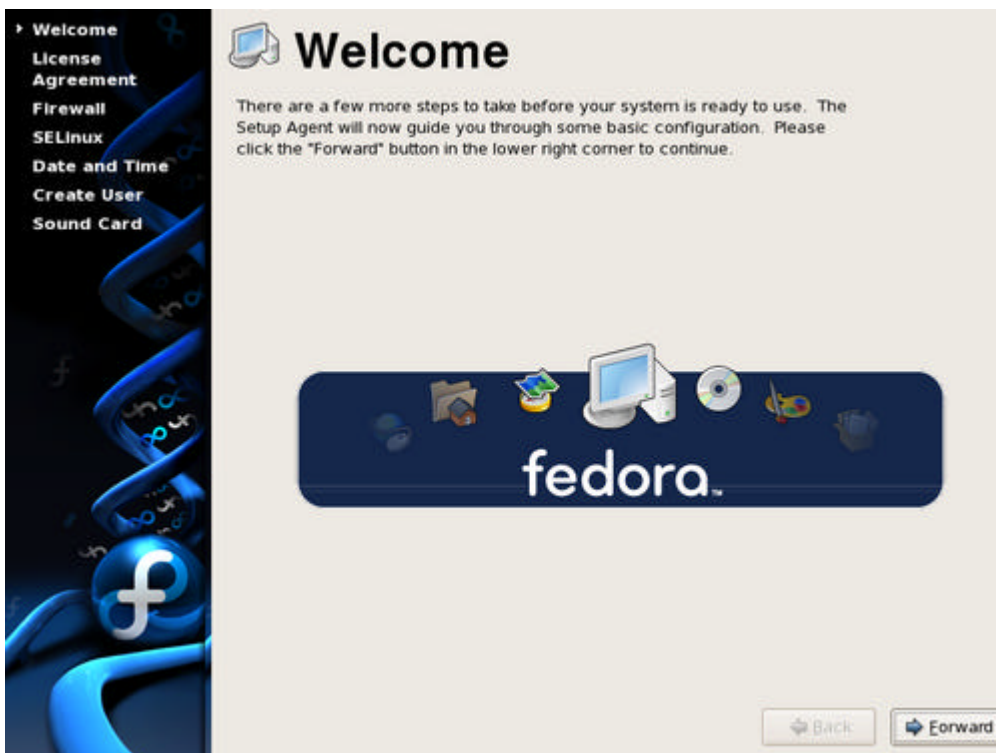 Welcome
License
Agreement
Firewall
SELinux
Date and Time
Create User
Sound Card
Welcome
There are a few more steps to take before your system is ready to use. The
Setup Agent will now guide you through some basic configuration. Please
click the "Forward" button in the lower right corner to continue.
fedora™
Back
Forward